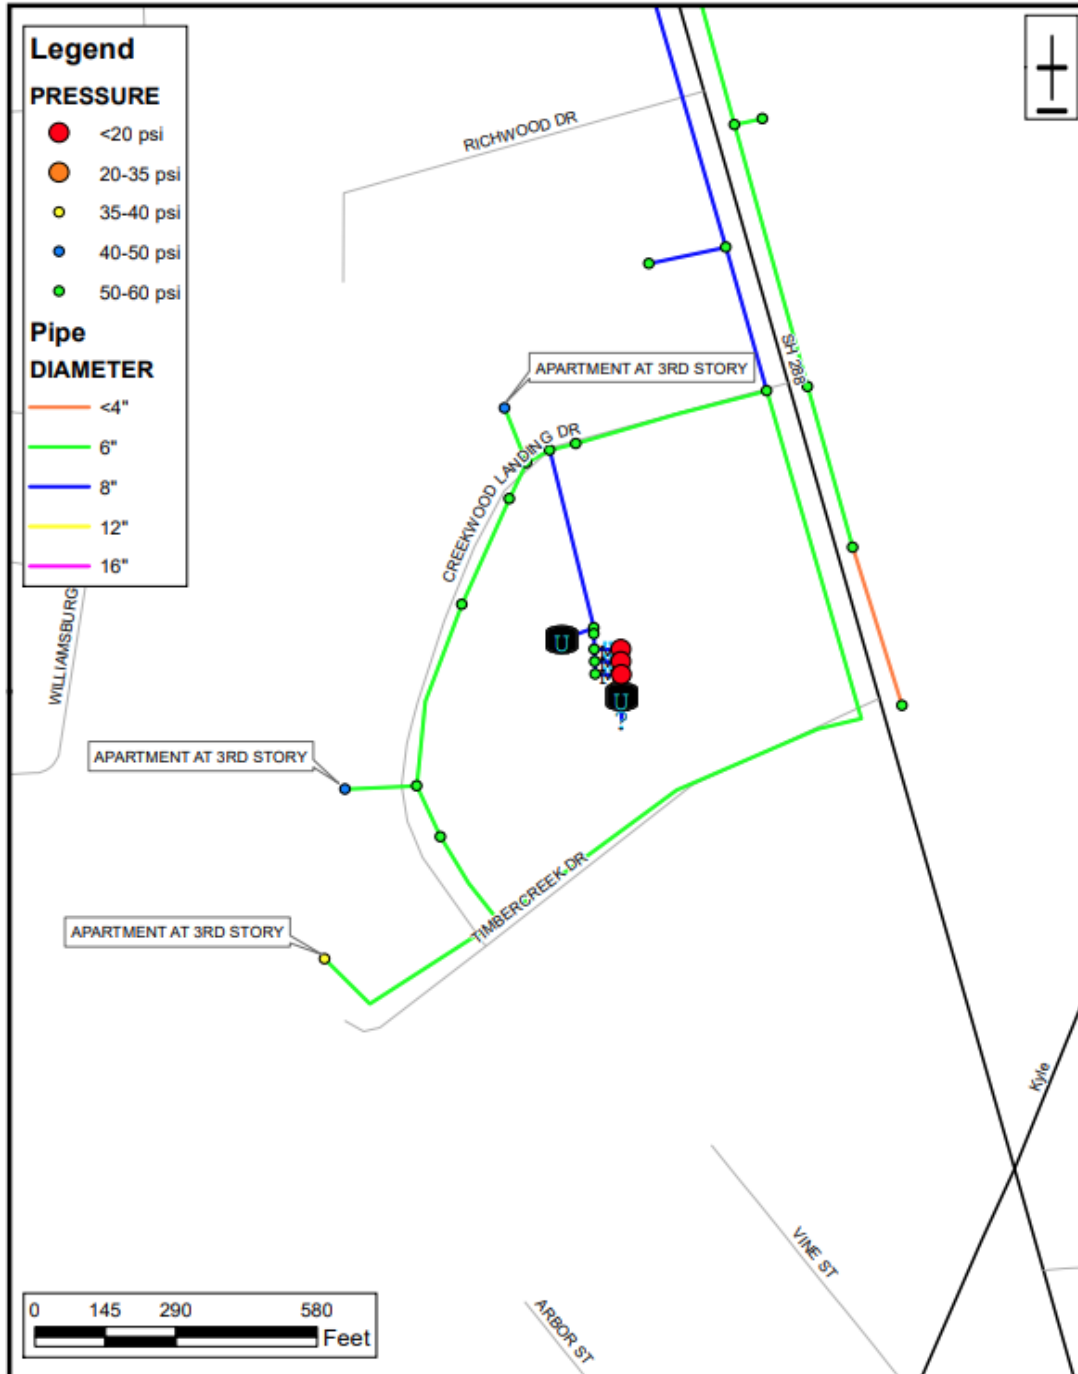 Legend
PRESSURE
<20 psi
20-35 psi
35-40 psi
40-50 psi
50-60 psi
Pipe
DIAMETER
<4"
6"
8"
12"
16"
RICHWOOD DR
SH 288
APARTMENT AT 3RD STORY
CREEKWOOD LANDING DR
WILLIAMSBURG
U
U
?
APARTMENT AT 3RD STORY
TIMBERCREEK DR
APARTMENT AT 3RD STORY
Kyle
VINE ST
ARBOR ST
0 145 290 580
Feet